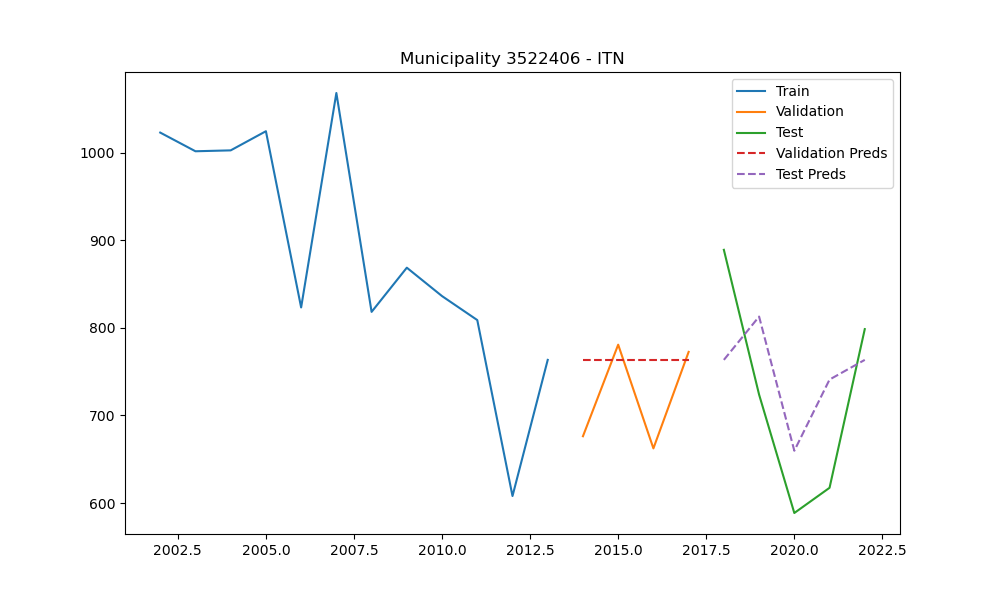 Municipality 3522406 - ITN
Train
Validation
Test
Validation Preds
Test Preds
1000
900
800
700
600
2002.5 2005.0 2007.5 2010.0 2012.5 2015.0 2017.5 2020.0 2022.5